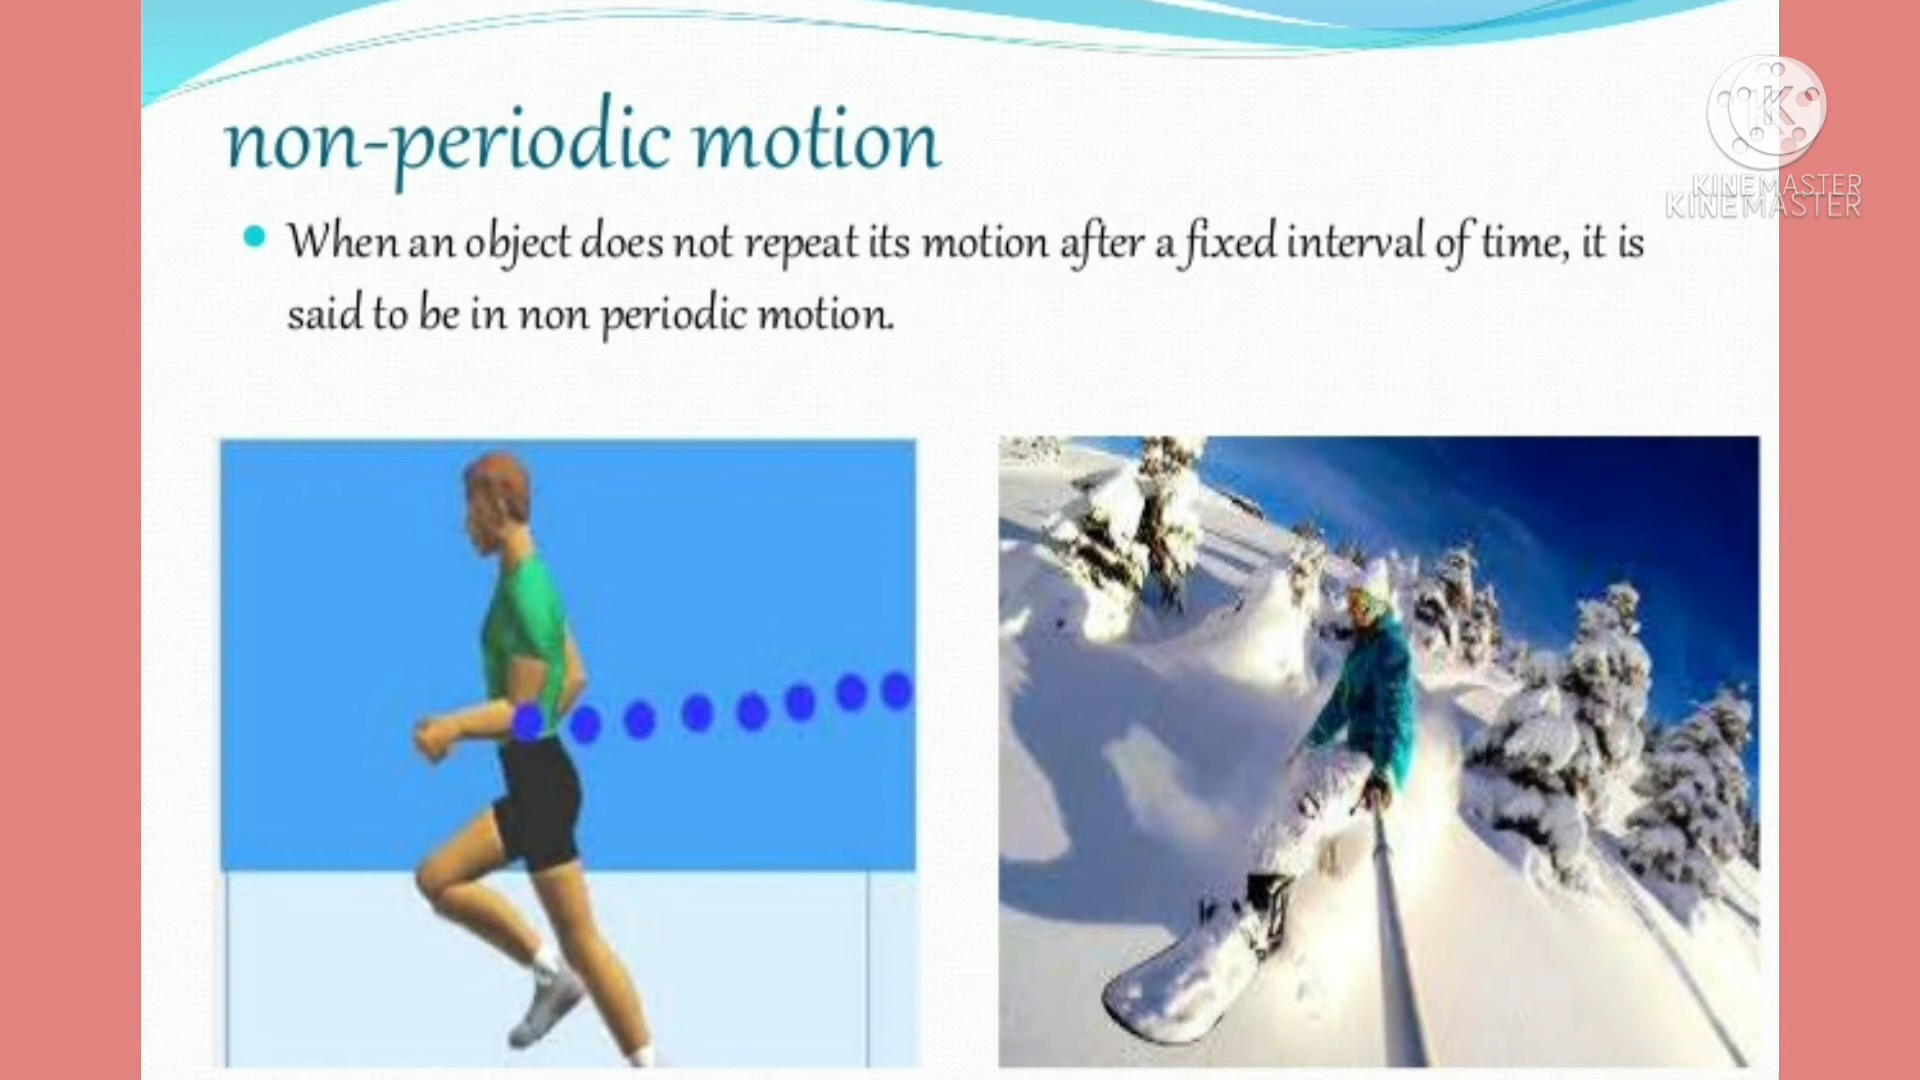 non-periodic motion
When an object does not repeat its motion after a fixed interval of time, it is
said to be in non periodic motion.
K
KINEMASTER
KINEMASTER